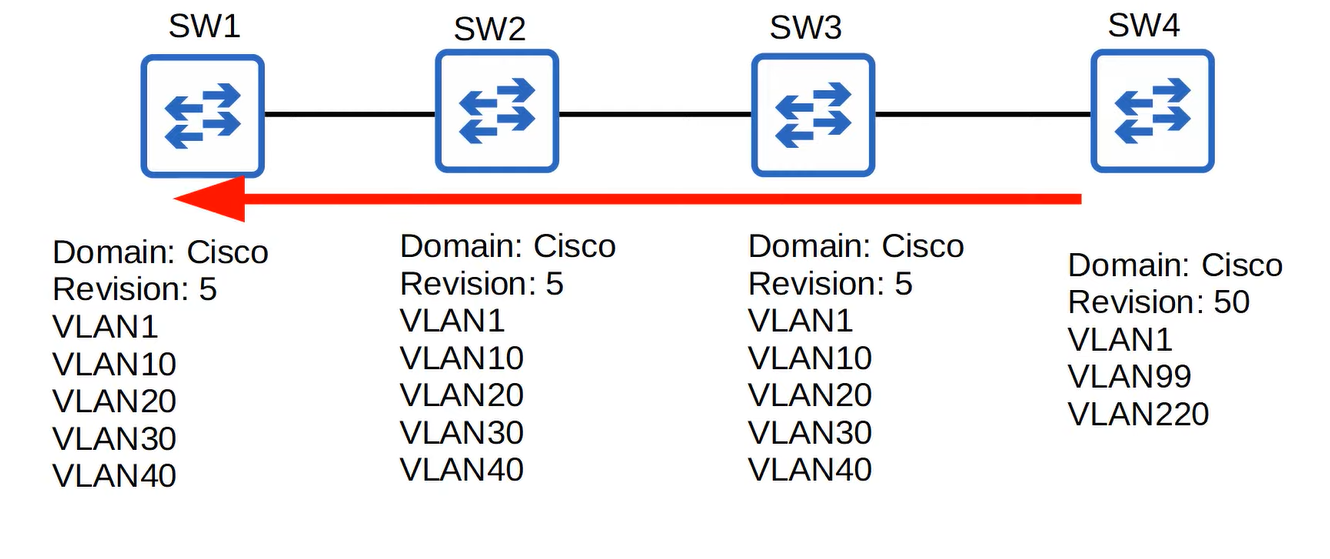 SW1
SW2
SW3
SW4
Domain: Cisco
Revision: 5
VLAN1
VLAN10
VLAN20
VLAN30
VLAN40
Domain: Cisco
Revision: 5
VLAN1
VLAN10
VLAN20
VLAN30
VLAN40
Domain: Cisco
Revision: 5
VLAN1
VLAN10
VLAN20
VLAN30
VLAN40
Domain: Cisco
Revision: 50
VLAN1
VLAN99
VLAN220